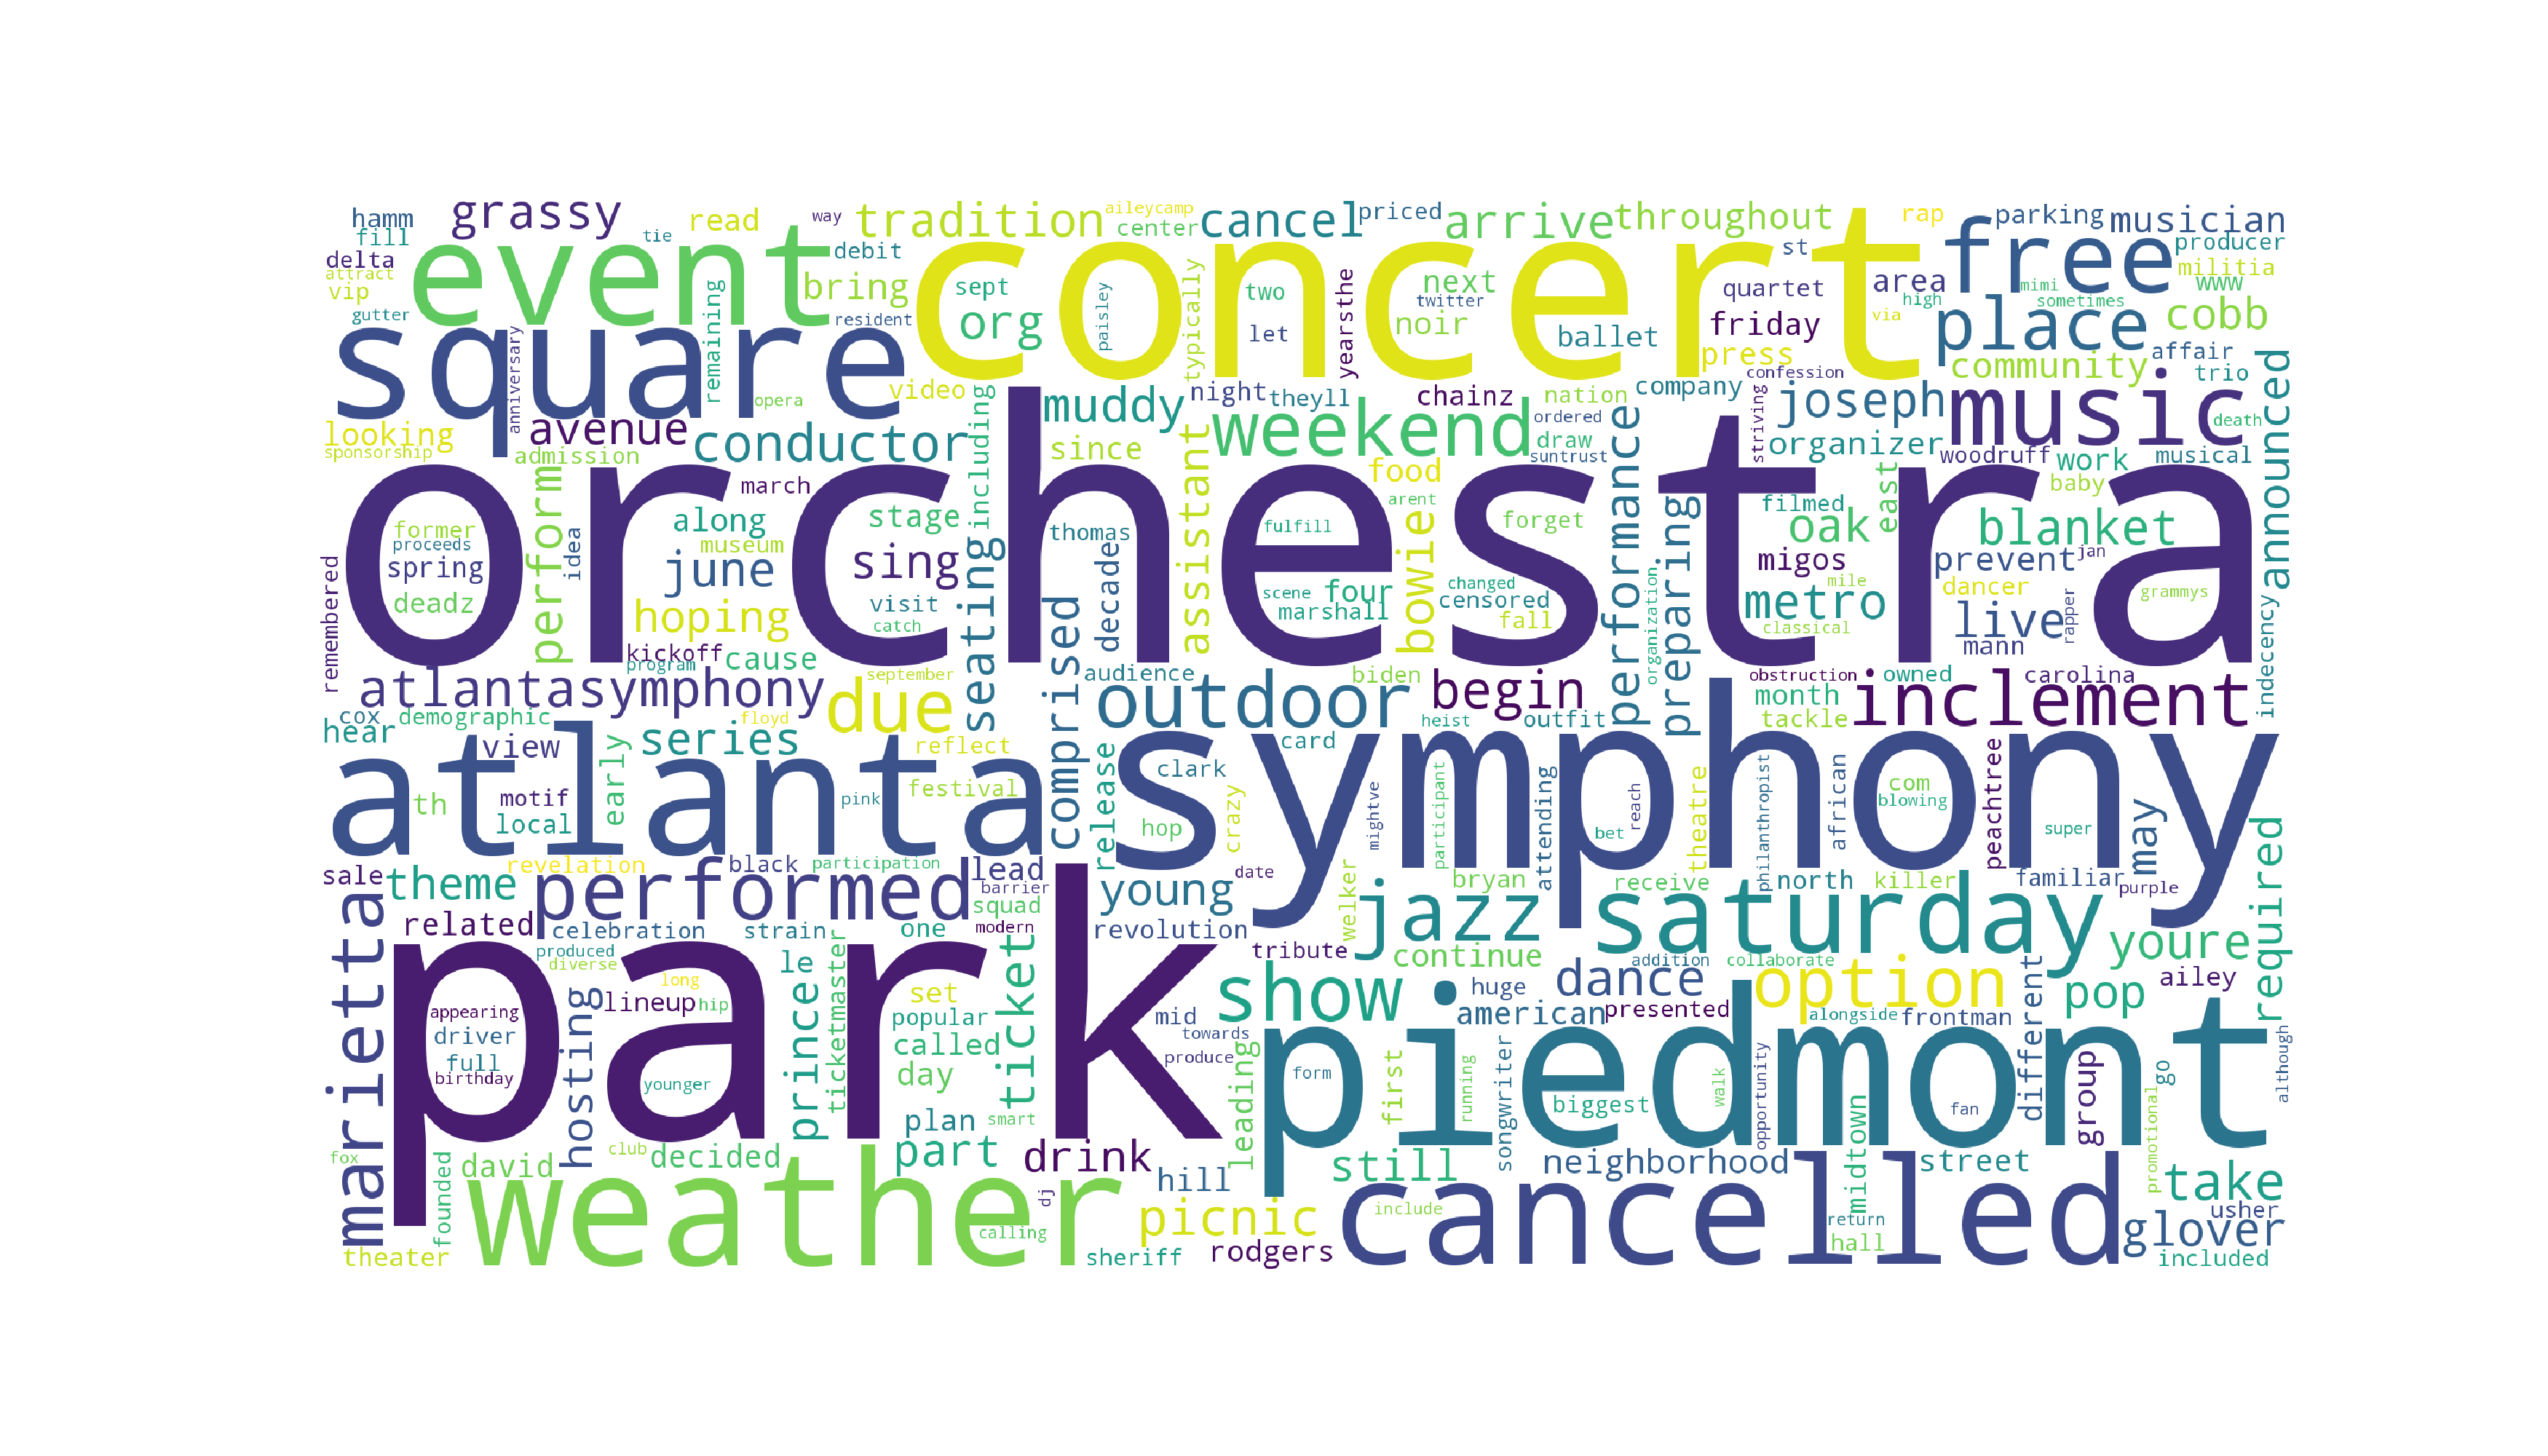 hamm
grassy
tie
read
way
tradition
aileycamp
center
cancel
priced
arrive
throughout
rap
parking
musician
fill
delta
attract
vip
gutter
event
debit
bring
resident
concert
sept
org
paisley
typically
two
let
yearsthe
next
twitter
noir
st
quartet
friday
press
ballet
area
via
high
free
mimi
sometimes
producer
militia
www
cobb
square
remaining
anniversary
opera
video
muddy
night
theyll
chainz
nation
ordered
company
confession
place
community
affair
trio
announced
looking
sponsorship
avenue
admission
conductor
including
since
assistant
weekend
food
draw
suntrust
performance
striving
joseph
organizer
music
woodruff
work
musical
death
baby
orchestra
former
proceeds
spring
deadz
perform
idea
march
along
museum
june
hoping
stage
sing
visit
catch
seating
thomas
decade
comprised
fulfill
scene
four
marshall
arent
bowie
changed
censored
fall
forget
organization
preparing
filmed
oak
east
migos
metro
mile
classical
blanket
prevent
jan
dancer
live
mann
rapper
grammys
indecency
remembered
kickoff
program
cause
september
audience
biden
obstruction
owned
carolina
atlantasymphony
due
outdoor
begin
heist
outfit
card
month
tackle
inclement
cox
demographic
hear
view
floyd
series
reflect
festival
early
release
clark
hop
crazy
atlanta
th
motif
local
pink
symphony
mightve
participant
attending
bet
reach
theatre
philanthropist
african
com
blowing
peachtree
super
may
required
revelation
black
participation
lead
barrier
squad
modern
young
date
sale
theme
performed
related
celebration
strain
one
revolution
tribute
welker
bryan
jazz
continue
receive
north
killer
familiar
purple
saturday
youre
marietta
produced
diverse
long
lineup
hip
le
prince
ticketmaster
set
popular
called
day
ticket
mid
towards
produce
show
huge
american
dance
presented
addition
collaborate
option
alongside
frontman
different
pop
ailey
park
appearing
driver
full
birthday
hosting
younger
plan
smart
leading
form
first
running
songwriter
biggest
walk
opportunity
fan
piedmont
group
go
promotional
although
fox
founded
david
club
decided
part
drink
dj
hill
still
neighborhood
midtown
street
take
weather
calling
sheriff
picnic
rodgers
include
cancelled
return
hall
usher
glover
included
theater